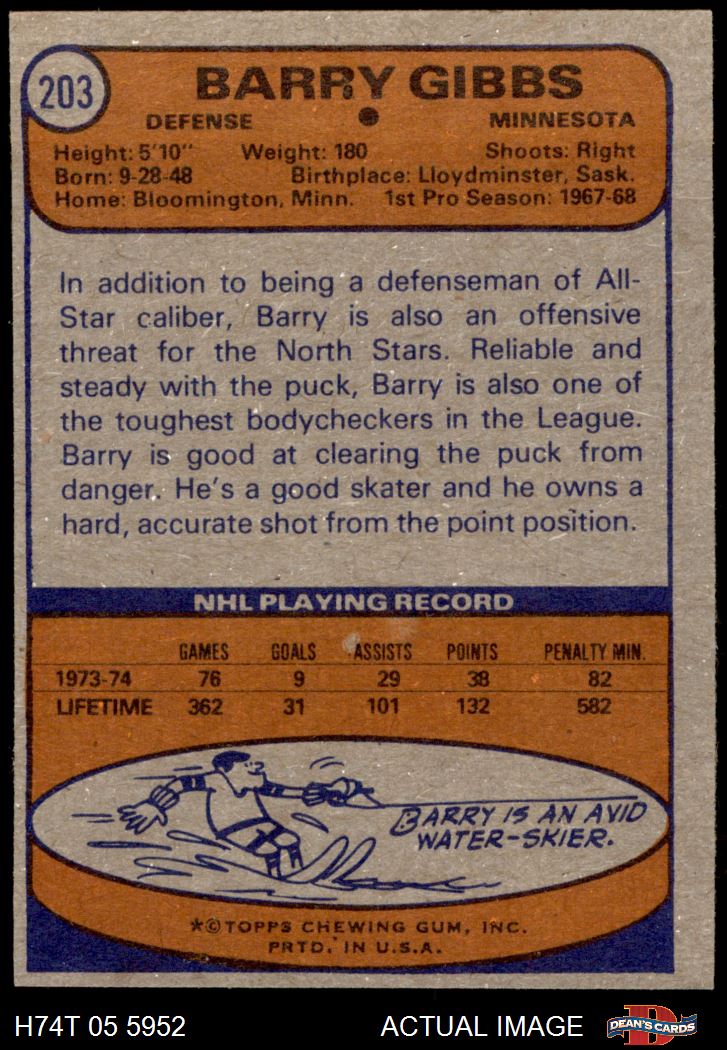 203
BARRY GIBBS
DEFENSE MINNESOTA
Height: 5'10" Weight: 180 Shoots: Right
Born: 9-28-48 Birthplace: Lloydminster, Sask.
Home: Bloomington, Minn. 1st Pro Season: 1967-68
In addition to being a defenseman of All-
Star caliber, Barry is also an offensive
threat for the North Stars. Reliable and
steady with the puck, Barry is also one of
the toughest bodycheckers in the League.
Barry is good at clearing the puck from
danger. He's a good skater and he owns a
hard, accurate shot from the point position.
NHL PLAYING RECORD
GAMES GOALS ASSISTS POINTS PENALTY MIN.
1973-74 76 9 29 38 82
LIFETIME 362 31 101 132 582
BARRY IS AN AVID
WATER-SKIER.
*©TOPPS CHEWING GUM, INC.
PRTD. IN U.S.A.
H74T 05 5952 ACTUAL IMAGE DEAN'S CARDS